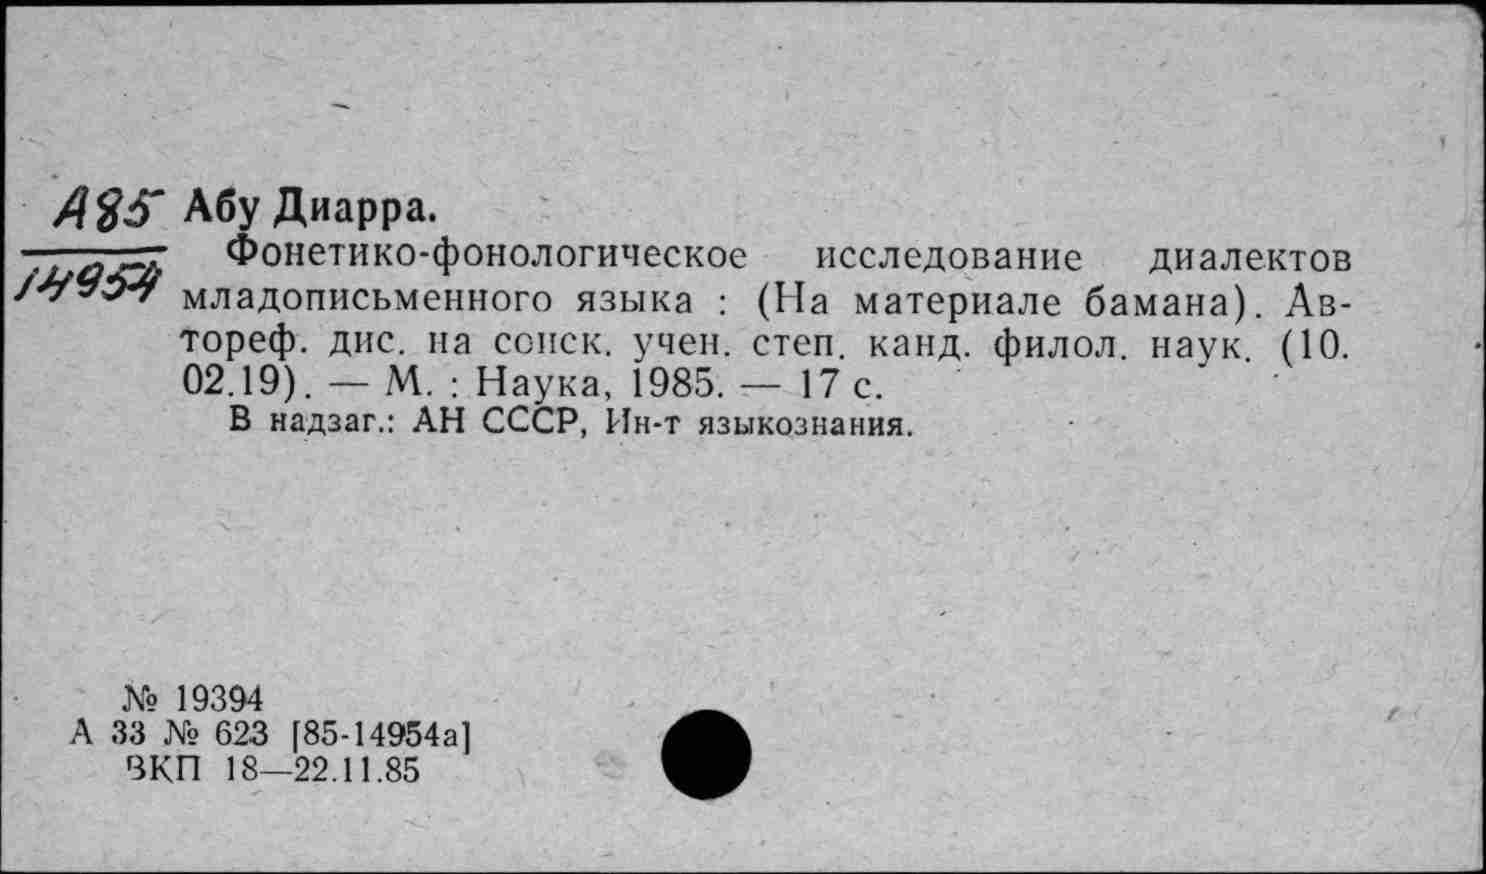 А85 Абу Диарра.
14954
Фонетико-фонологическое исследование диалектов
младописьменного языка : (На материале бамана). Ав-
тореф. дис. на соиск. учен. степ. канд. филол. наук. (10.
02.19). — М. : Наука, 1985. — 17 с.
В надзаг.: АН СССР, Ин-т языкознания.
№ 19394
А 33 № 623 [85-14954а]
ВКП 18—22.11.85